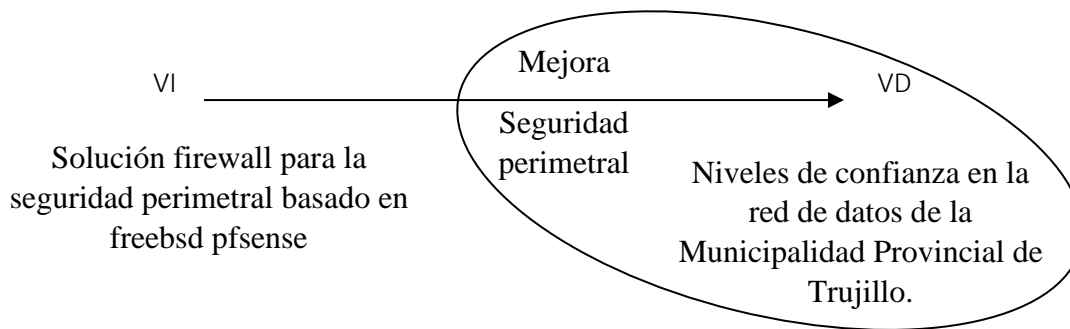 VI
Solución firewall para la
seguridad perimetral basado en
freebsd pfsense
Mejora
Seguridad
perimetral
VD
Niveles de confianza en la
red de datos de la
Municipalidad Provincial de
Trujillo.